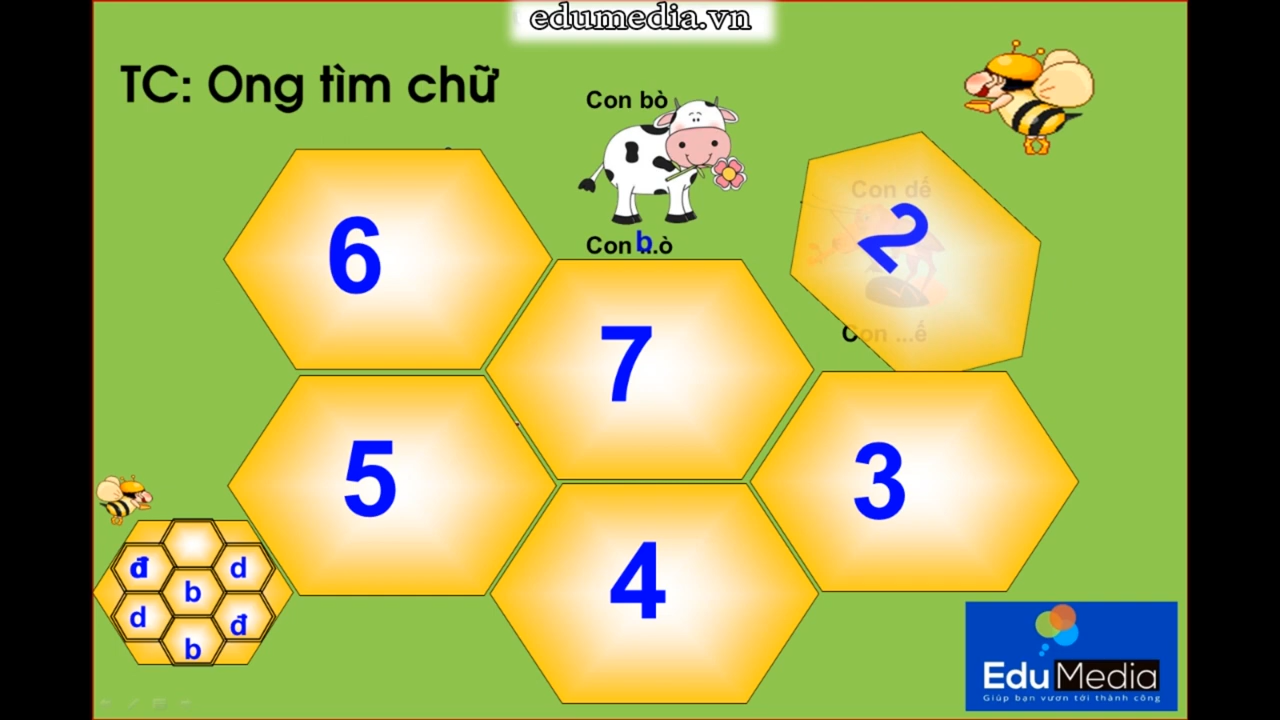 edumedia.vn
TC: Ong tìm chữ
Con bò
Con b..ò
6
Con dế
2
Con ...ế
7
5
3
4
đ
d
b
d
đ
b
EduMedia
Giúp bạn vươn tới thành công